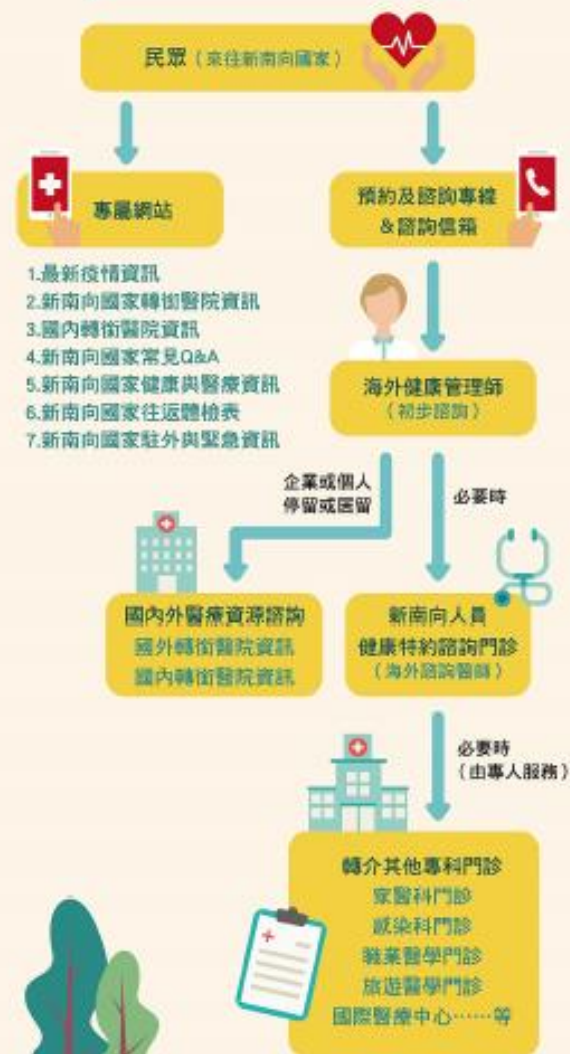 民眾（來往新南向國家）
專屬網站
預約及諮詢專線
&諮詢信箱
1.最新疫情資訊
2.新南向國家轉銜醫院資訊
3.國內轉銜醫院資訊
4.新南向國家常見Q&A
5.新南向國家健康與醫療資訊
6.新南向國家往返體檢表
7.新南向國家駐外與緊急資訊
海外健康管理師
（初步諮詢）
企業或個人
停留或居留
必要時
國內外醫療資源諮詢
國外轉銜醫院資訊
國內轉銜醫院資訊
新南向人員
健康特約諮詢門診
（海外諮詢醫師）
必要時
（由專人服務）
轉介其他專科門診
家醫科門診
感染科門診
職業醫學門診
旅遊醫學門診
國際醫療中心……等